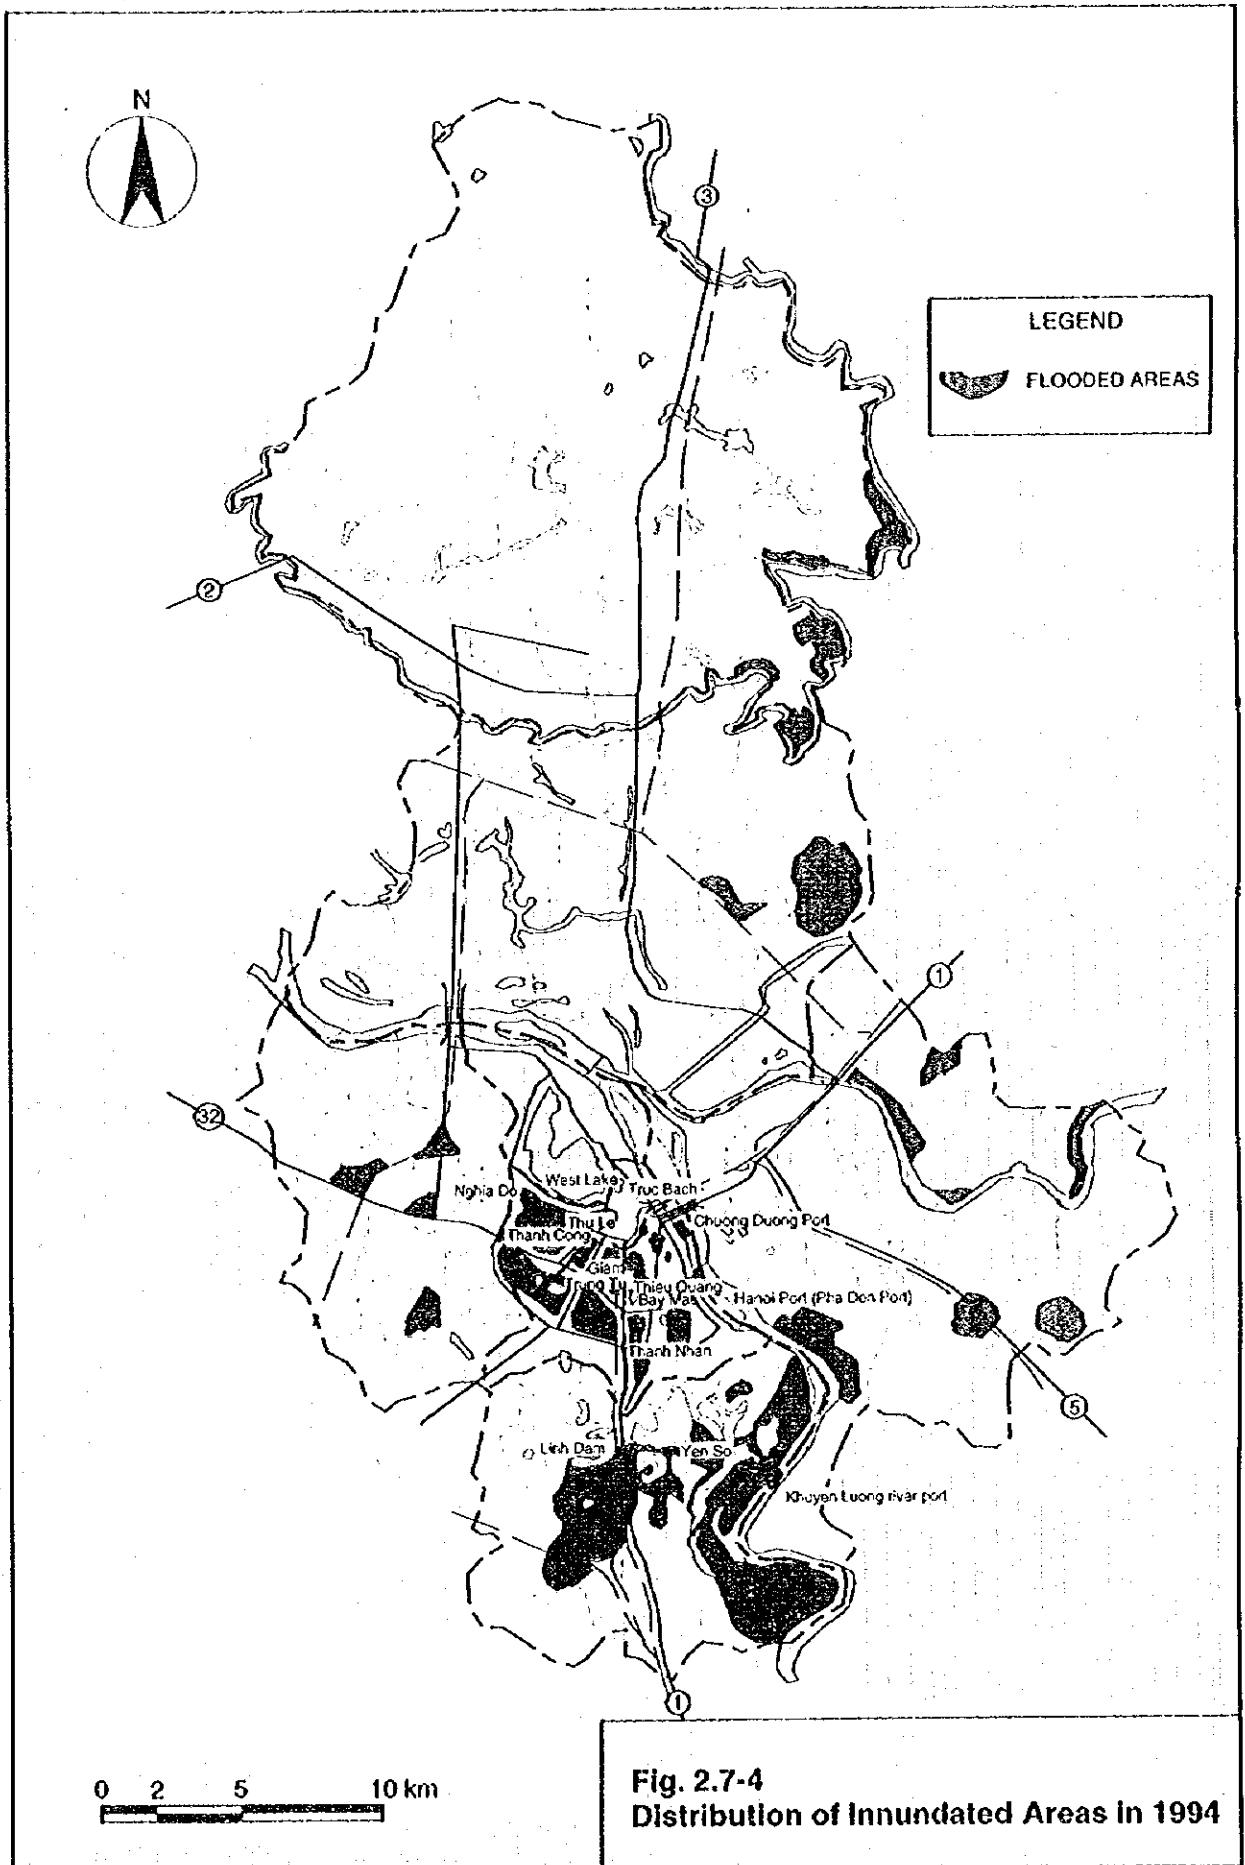 N
3
LEGEND
FLOODED AREAS
2
1
32
West Lake
Truc Bach
Nghia Do
Thu Le
Chuong Duong Port
Thanh Cong
Giam
Trung Tu
Thieu Quang
Bay Mau
Hanoi Port (Pha Den Port)
Thanh Nhan
5
Linh Dam
Yen So
Khuyen Luong river port
1
0 2 5 10 km
Fig. 2.7-4
Distribution of Innundated Areas in 1994